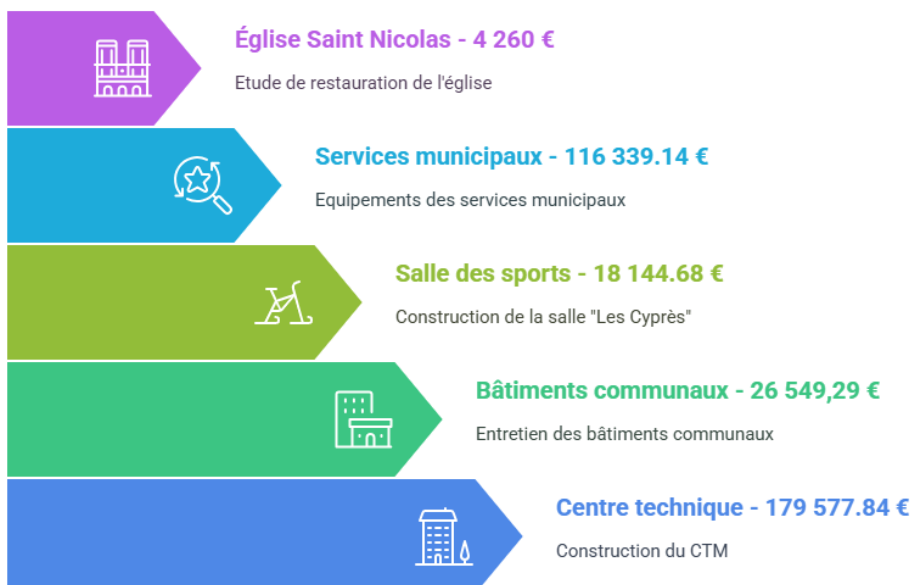 Église Saint Nicolas - 4 260 €
Etude de restauration de l'église
Services municipaux - 116 339.14 €
Equipements des services municipaux
Salle des sports - 18 144.68 €
Construction de la salle "Les Cyprès"
Bâtiments communaux - 26 549,29 €
Entretien des bâtiments communaux
Centre technique - 179 577.84 €
Construction du CTM